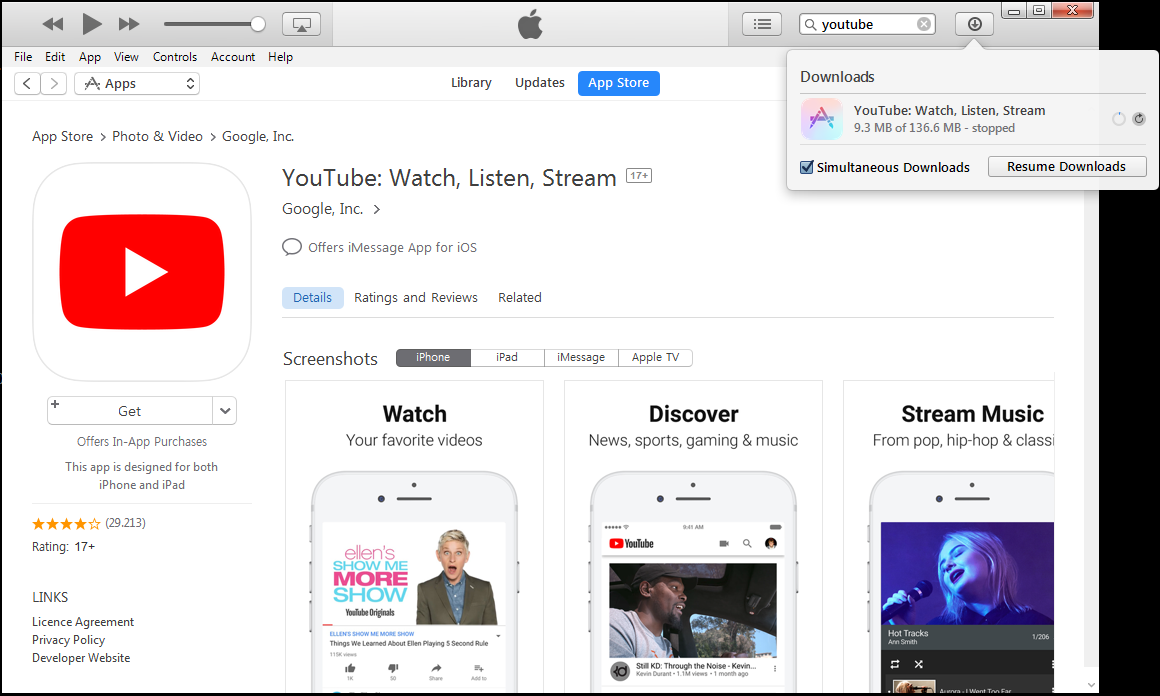 youtube
File Edit App View Controls Account Help
Apps
Library Updates App Store
Downloads
YouTube: Watch, Listen, Stream
9.3 MB of 136.6 MB - stopped
Simultaneous Downloads Resume Downloads
App Store > Photo & Video > Google, Inc.
YouTube: Watch, Listen, Stream 17+
Google, Inc. >
Offers iMessage App for iOS
Details Ratings and Reviews Related
Screenshots iPhone iPad iMessage Apple TV
Get
Offers In-App Purchases
This app is designed for both
iPhone and iPad
(29.213)
Rating: 17+
LINKS
Licence Agreement
Privacy Policy
Developer Website
Watch
Your favorite videos
ellen's
SHOW ME
MORE
SHOW
YouTube Originals
ELLEN'S SHOW ME MORE SHOW
Things We Learned About Ellen Playing 5 Second Rule
115K views
1K 50 Share Add to
Discover
News, sports, gaming & music
9:41 AM
YouTube
Still KD: Through the Noise - Kevin...
Kevin Durant • 1.1M views • 1 month ago
Stream Music
From pop, hip-hop & classi
Hot Tracks
Ann Smith
1/206
Aurora - I Went Too Far